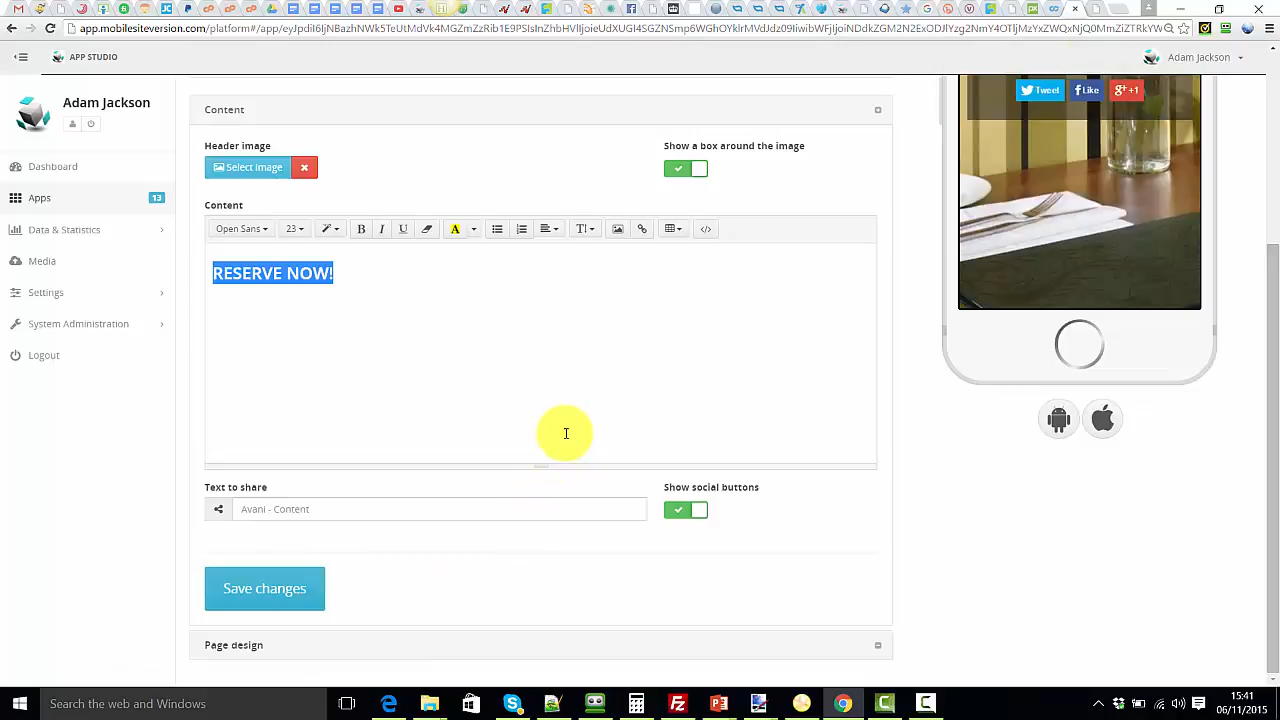 app.mobilesiteversion.com/platform#/app/
APP STUDIO
Adam Jackson
Adam Jackson
Dashboard
Apps
13
Data & Statistics
Media
Settings
System Administration
Logout
Content
Header image
Select image
Show a box around the image
Content
Open Sans
23
RESERVE NOW!
Text to share
Avani - Content
Show social buttons
Save changes
Page design
Tweet
Like
+1
Search the web and Windows
15:41
06/11/2015